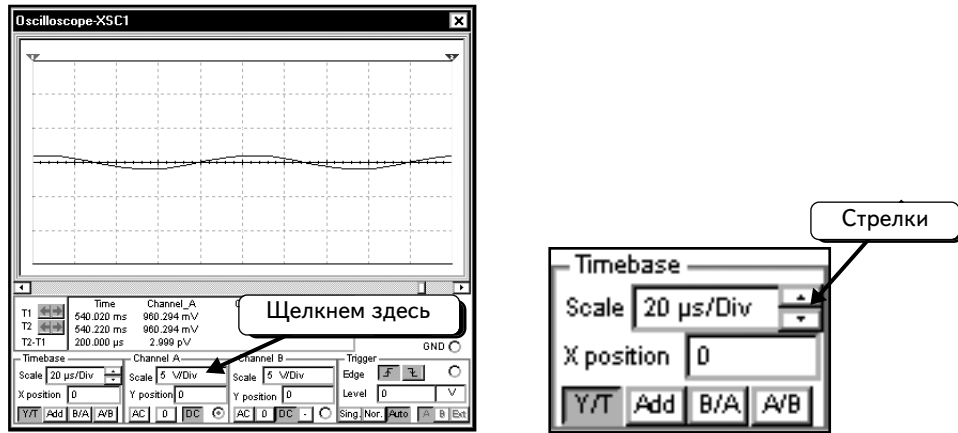 Oscilloscope-XSC1
T1
T2
T2-T1
Time
540.020 ms
540.220 ms
200.000 µs
Channel_A
960.294 mV
960.294 mV
2.999 pV
Щелкнем здесь
GND
Timebase
Scale 20 µs/Div
X position 0
Y/T Add B/A A/B
Channel A
Scale 5 V/Div
Y position 0
AC 0 DC
Channel B
Scale 5 V/Div
Y position 0
AC 0 DC -
Trigger
Edge
Level 0 V
Sing. Nor. Auto A B Ext
Стрелки
Timebase
Scale 20 µs/Div
X position 0
Y/T Add B/A A/B